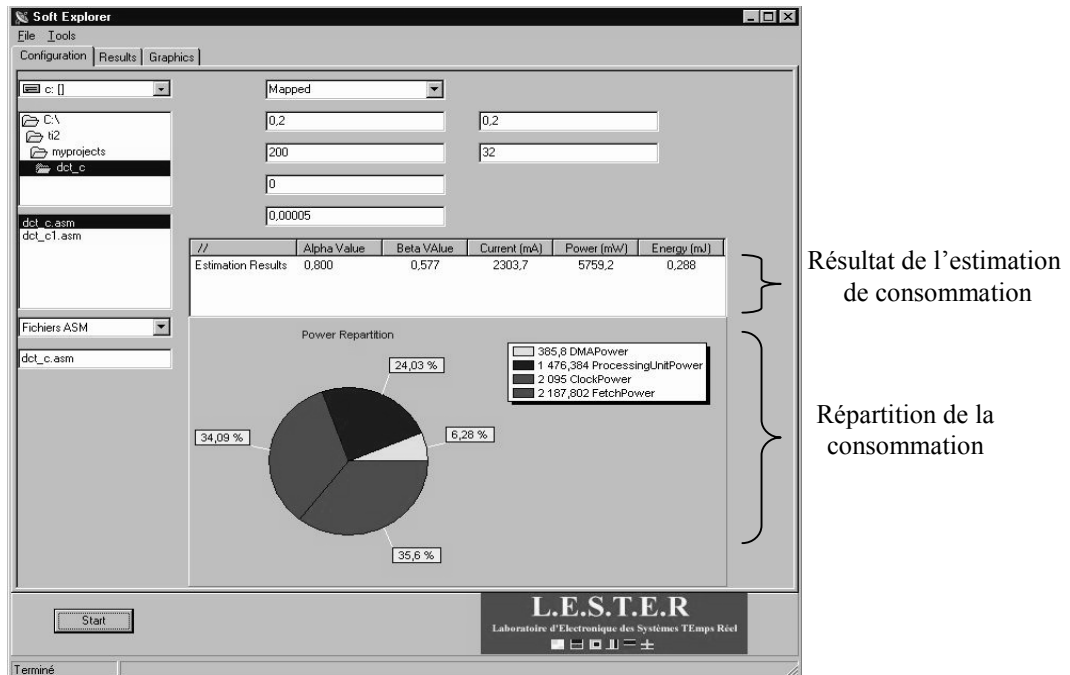 Soft Explorer
File Tools
Configuration Results Graphics
c: []
Mapped
C:\
ti2
myprojects
dct_c
0,2
0,2
200
32
0
0,00005
dct_c.asm
dct_c1.asm
// Alpha Value Beta VAlue Current (mA) Power (mW) Energy (mJ)
Estimation Results 0,800 0,577 2303,7 5759,2 0,288
Résultat de l'estimation
de consommation
Fichiers ASM
dct_c.asm
Power Repartition
385,8 DMAPower
1 476,384 ProcessingUnitPower
2 095 ClockPower
2 187,802 FetchPower
24,03 %
34,09 %
6,28 %
35,6 %
Répartition de la
consommation
Start
L.E.S.T.E.R
Laboratoire d'Electronique des Systèmes TEmps Réel
Terminé